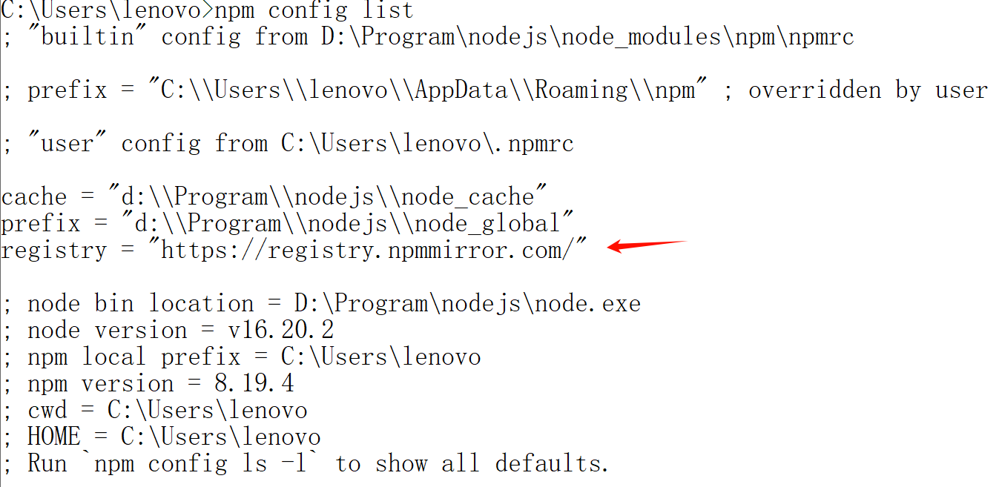 C:\Users\lenovo>npm config list
; "builtin" config from D:\Program\nodejs\node_modules\npm\npmrc
; prefix = "C:\\Users\\lenovo\\AppData\\Roaming\\npm" ; overridden by user
; "user" config from C:\Users\lenovo\.npmrc
cache = "d:\\Program\\nodejs\\node_cache"
prefix = "d:\\Program\\nodejs\\node_global"
registry = "https://registry.npmmirror.com/"
; node bin location = D:\Program\nodejs\node.exe
; node version = v16.20.2
; npm local prefix = C:\Users\lenovo
; npm version = 8.19.4
; cwd = C:\Users\lenovo
; HOME = C:\Users\lenovo
; Run `npm config ls -l` to show all defaults.